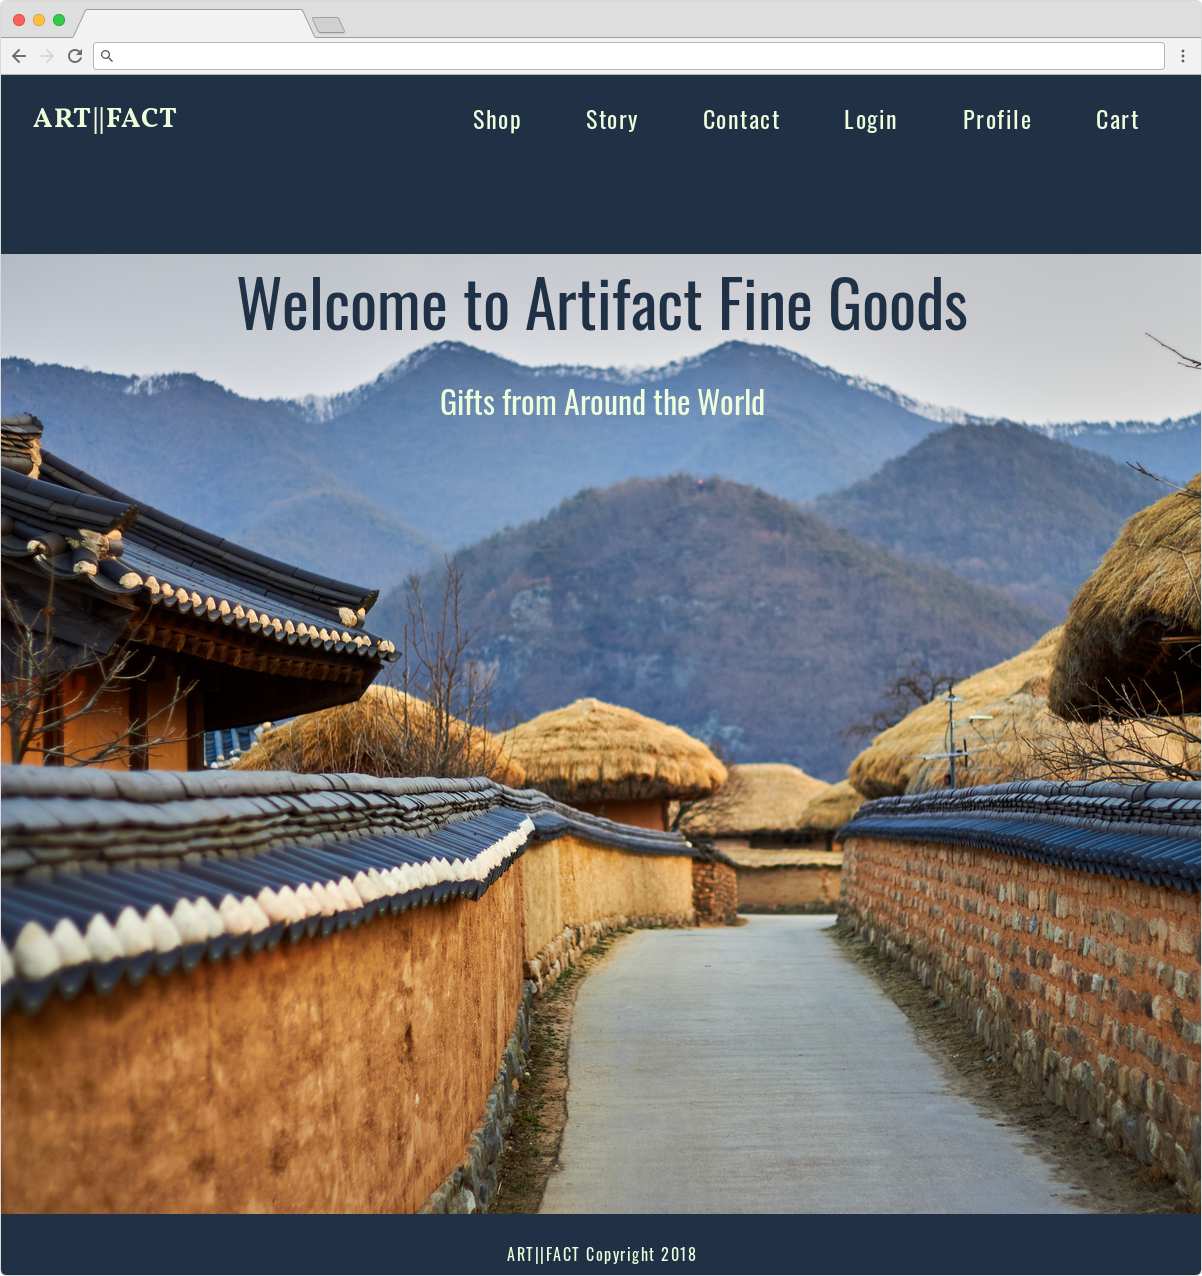 ART||FACT
Shop Story Contact Login Profile Cart
Welcome to Artifact Fine Goods
Gifts from Around the World
ART||FACT Copyright 2018